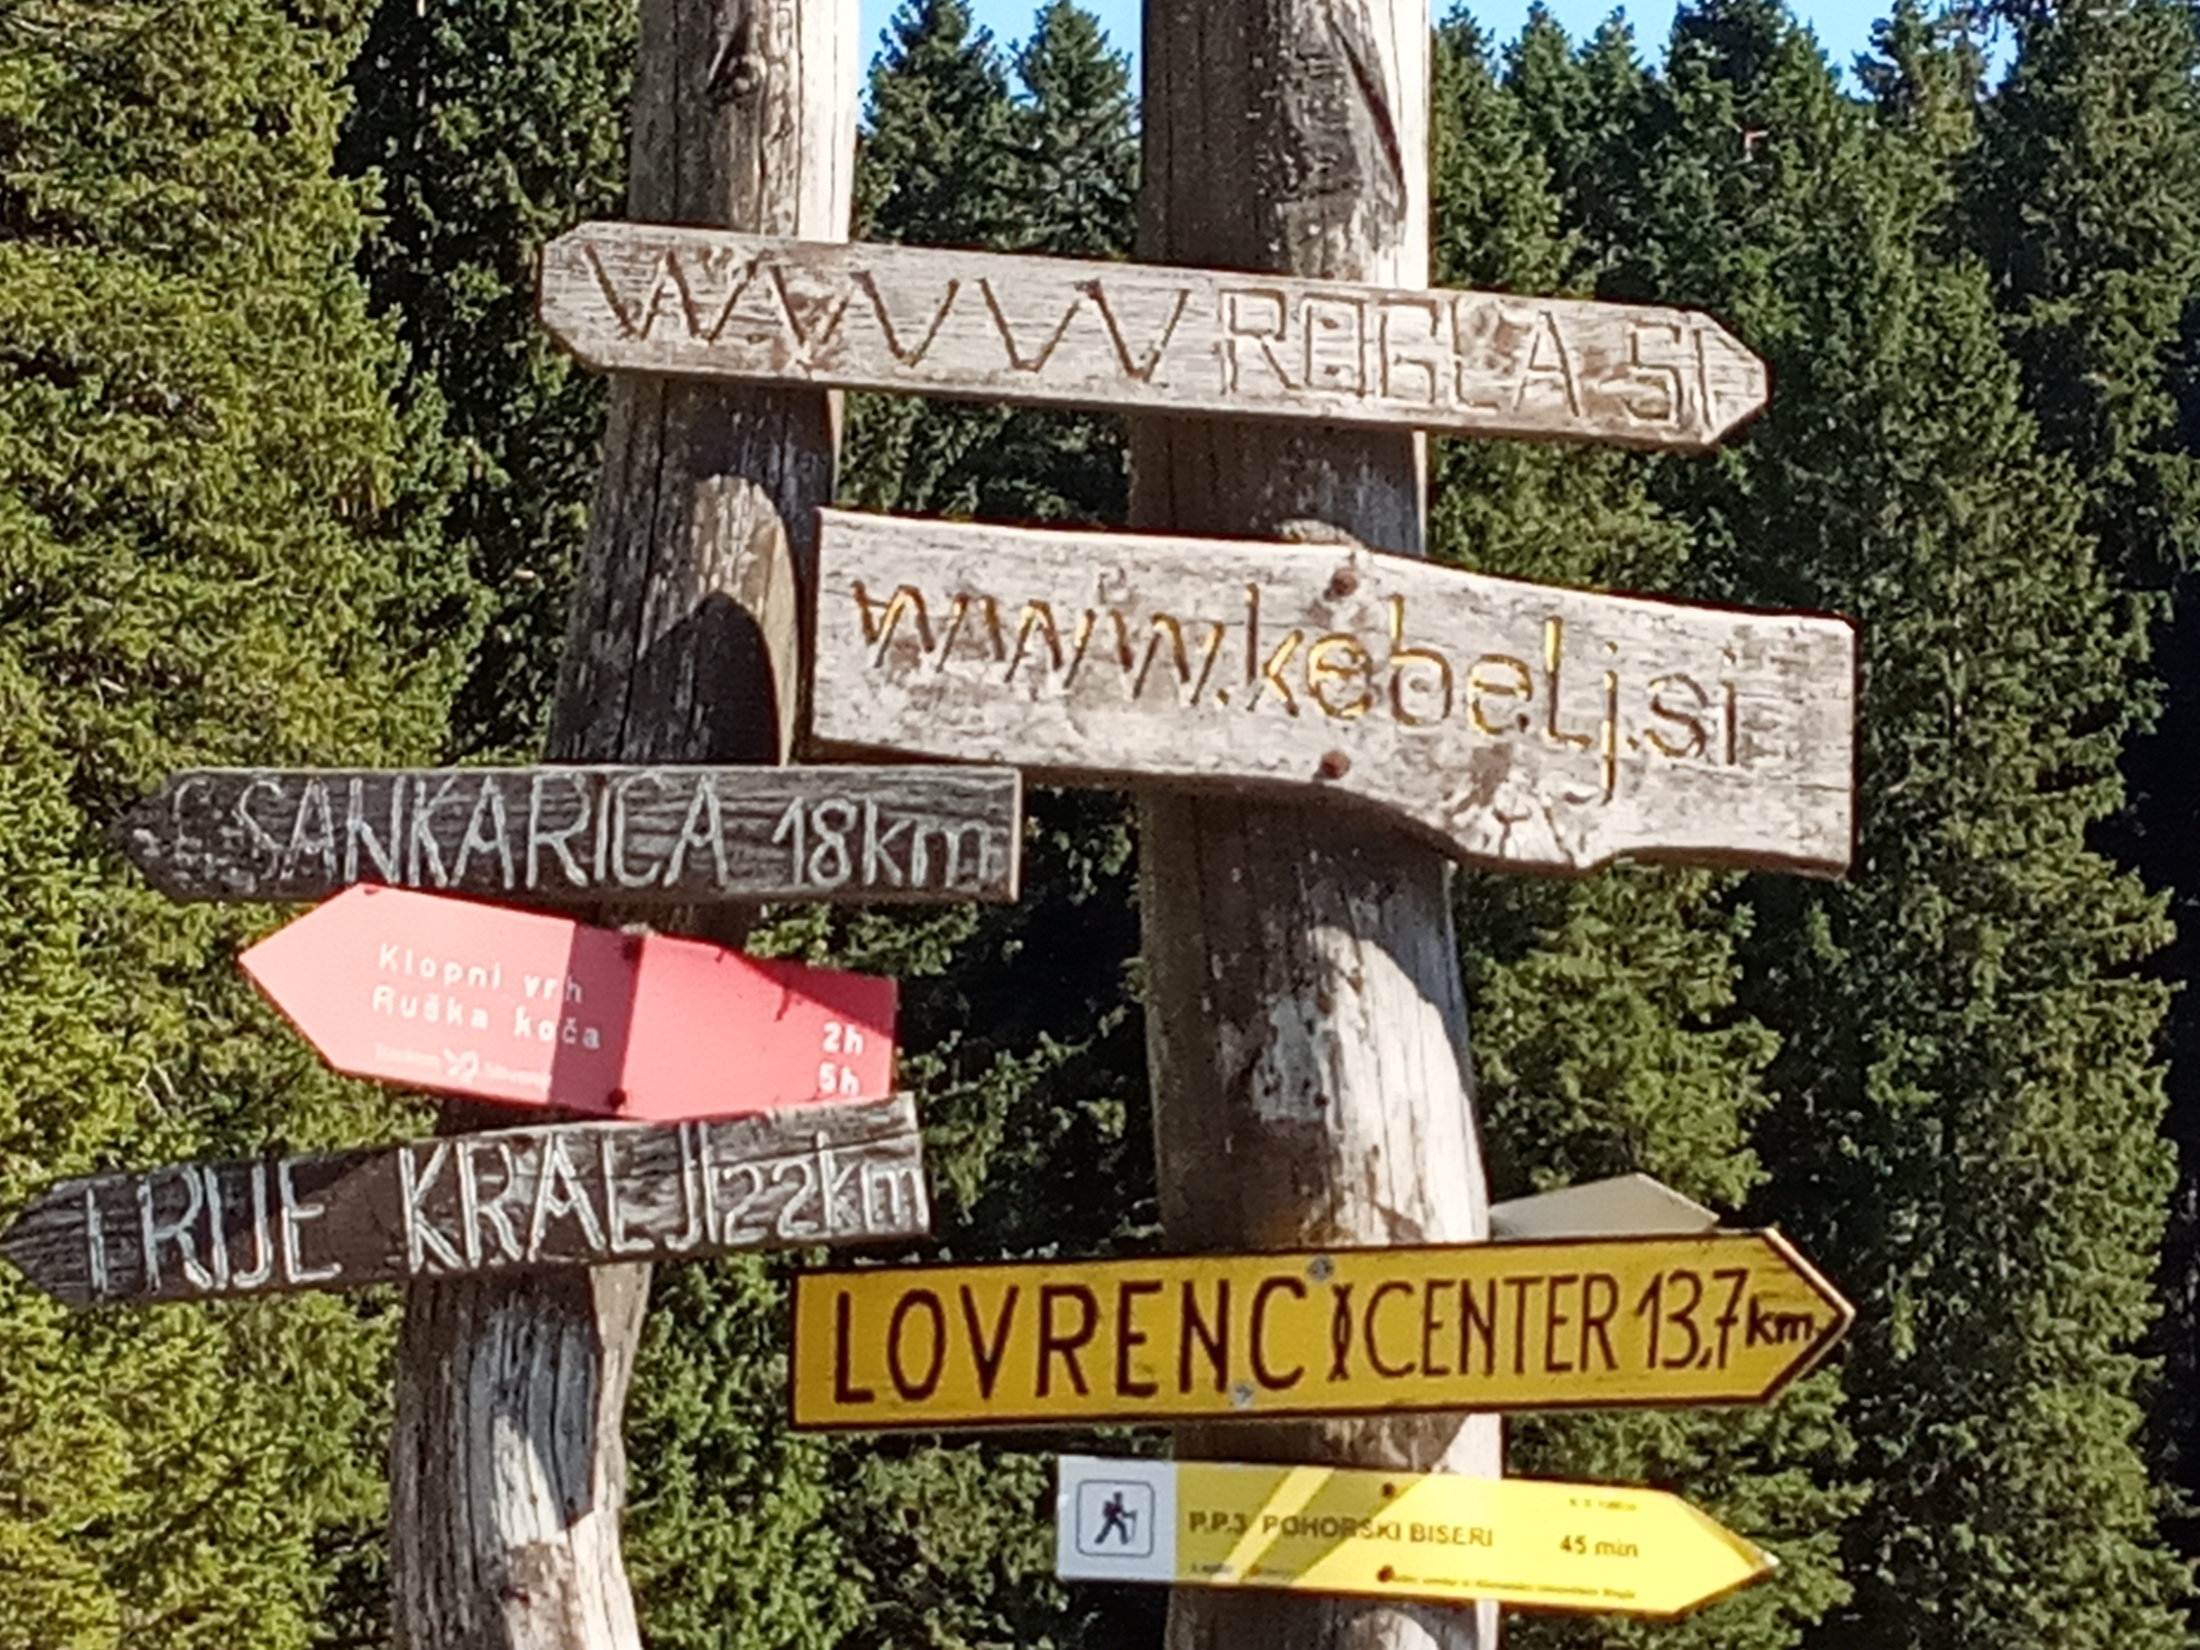 WWW ROGLA SI
www.kebelj.si
SANKARICA 18km
Klopni vrh 2h
Ruška koča 5h
TRIJE KRALJI 22km
LOVRENC CENTER 13,7km
P.P.3 POHORSKI BISERI 45 min